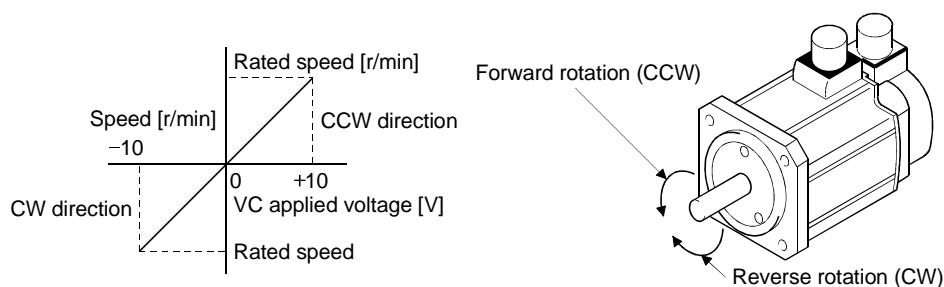 Rated speed [r/min]
Speed [r/min]
CCW direction
−10
0
+10
CW direction
VC applied voltage [V]
Rated speed
Forward rotation (CCW)
Reverse rotation (CW)